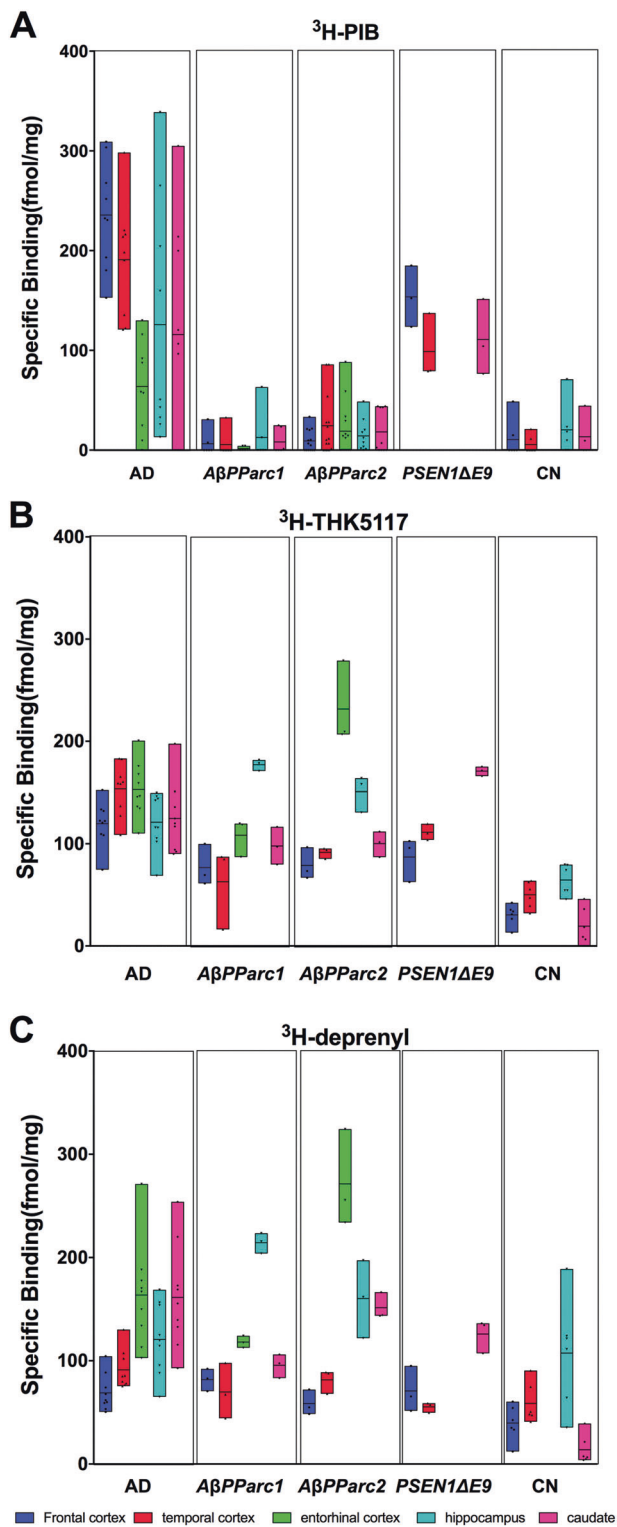 A
³H-PIB
400
300
200
100
0
Specific Binding(fmol/mg)
AD AβPParc1 AβPParc2 PSEN1ΔE9 CN
B
³H-THK5117
400
300
200
100
0
Specific Binding(fmol/mg)
AD AβPParc1 AβPParc2 PSEN1ΔE9 CN
C
³H-deprenyl
400
300
200
100
0
Specific Binding(fmol/mg)
AD AβPParc1 AβPParc2 PSEN1ΔE9 CN
Frontal cortex temporal cortex entorhinal cortex hippocampus caudate